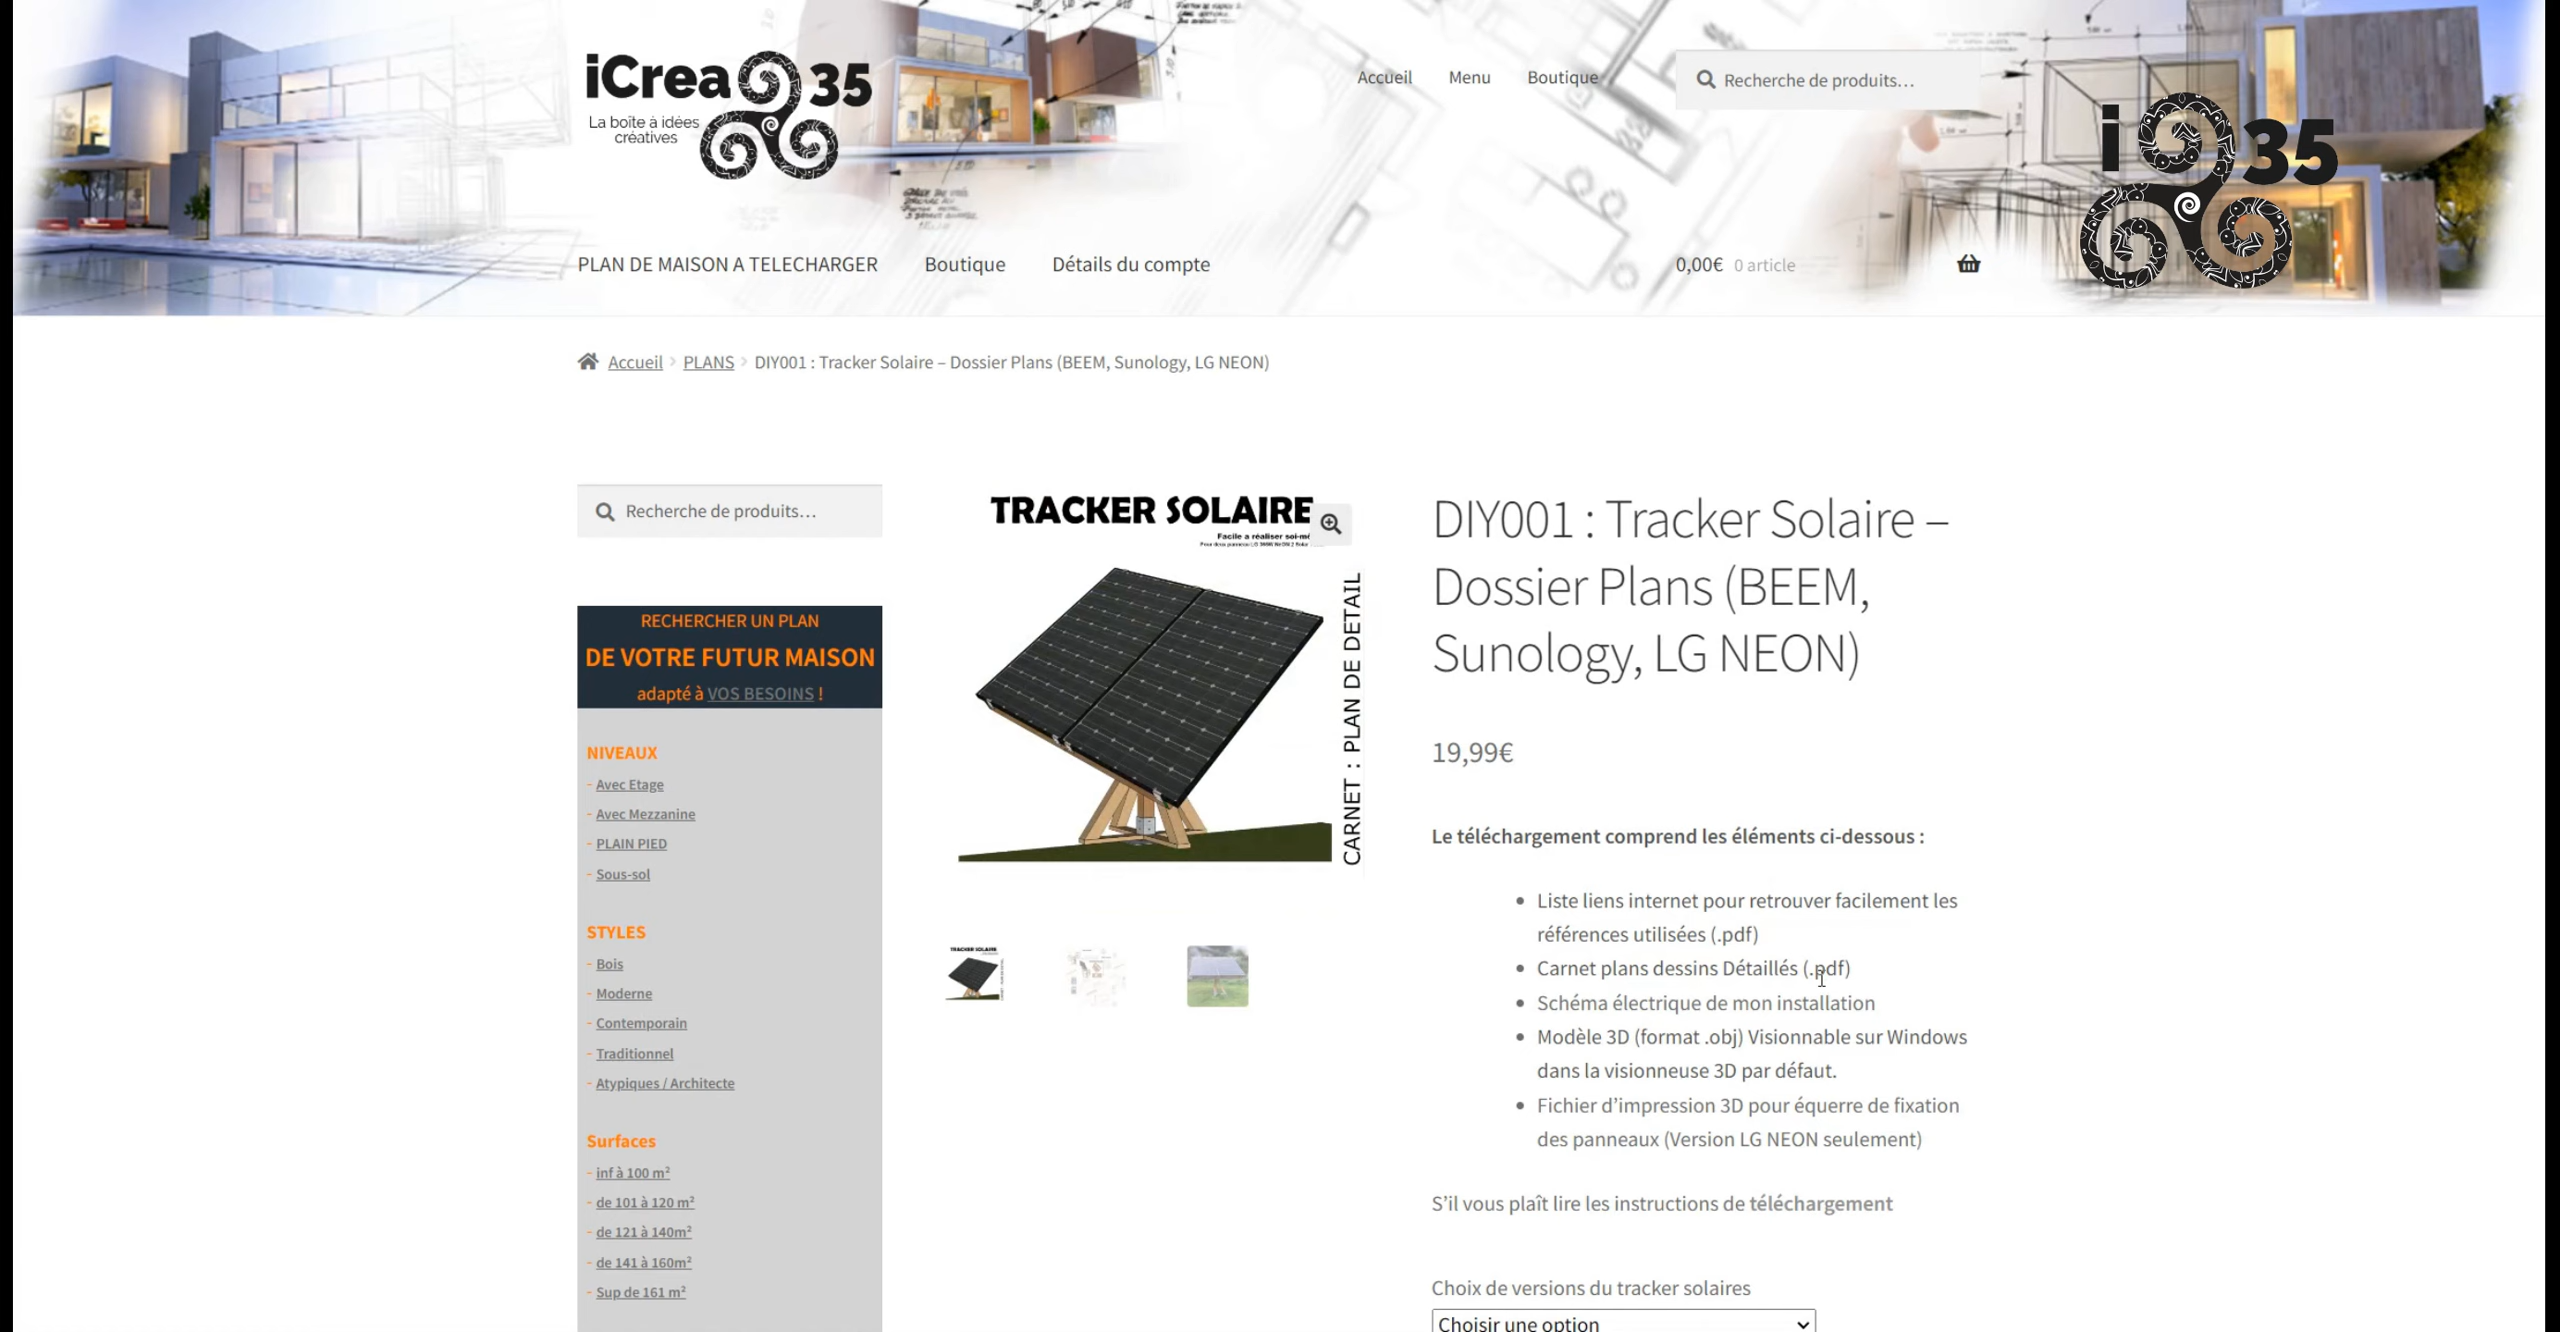 iCrea 35
La boîte à idées
créatives
Accueil Menu Boutique
Recherche de produits…
i 35
PLAN DE MAISON A TELECHARGER Boutique Détails du compte
0,00€ 0 article
Accueil > PLANS > DIY001 : Tracker Solaire – Dossier Plans (BEEM, Sunology, LG NEON)
Recherche de produits…
RECHERCHER UN PLAN
DE VOTRE FUTUR MAISON
adapté à VOS BESOINS !
NIVEAUX
- Avec Etage
- Avec Mezzanine
- PLAIN PIED
- Sous-sol
STYLES
- Bois
- Moderne
- Contemporain
- Traditionnel
- Atypiques / Architecte
Surfaces
- inf à 100 m²
- de 101 à 120 m²
- de 121 à 140m²
- de 141 à 160m²
- Sup de 161 m²
TRACKER SOLAIRE
Facile a réaliser soi-mê
CARNET : PLAN DE DETAIL
TRACKER SOLAIRE
DIY001 : Tracker Solaire –
Dossier Plans (BEEM,
Sunology, LG NEON)
19,99€
Le téléchargement comprend les éléments ci-dessous :
• Liste liens internet pour retrouver facilement les
références utilisées (.pdf)
• Carnet plans dessins Détaillés (.pdf)
• Schéma électrique de mon installation
• Modèle 3D (format .obj) Visionnable sur Windows
dans la visionneuse 3D par défaut.
• Fichier d’impression 3D pour équerre de fixation
des panneaux (Version LG NEON seulement)
S’il vous plaît lire les instructions de téléchargement
Choix de versions du tracker solaires
Choisir une option